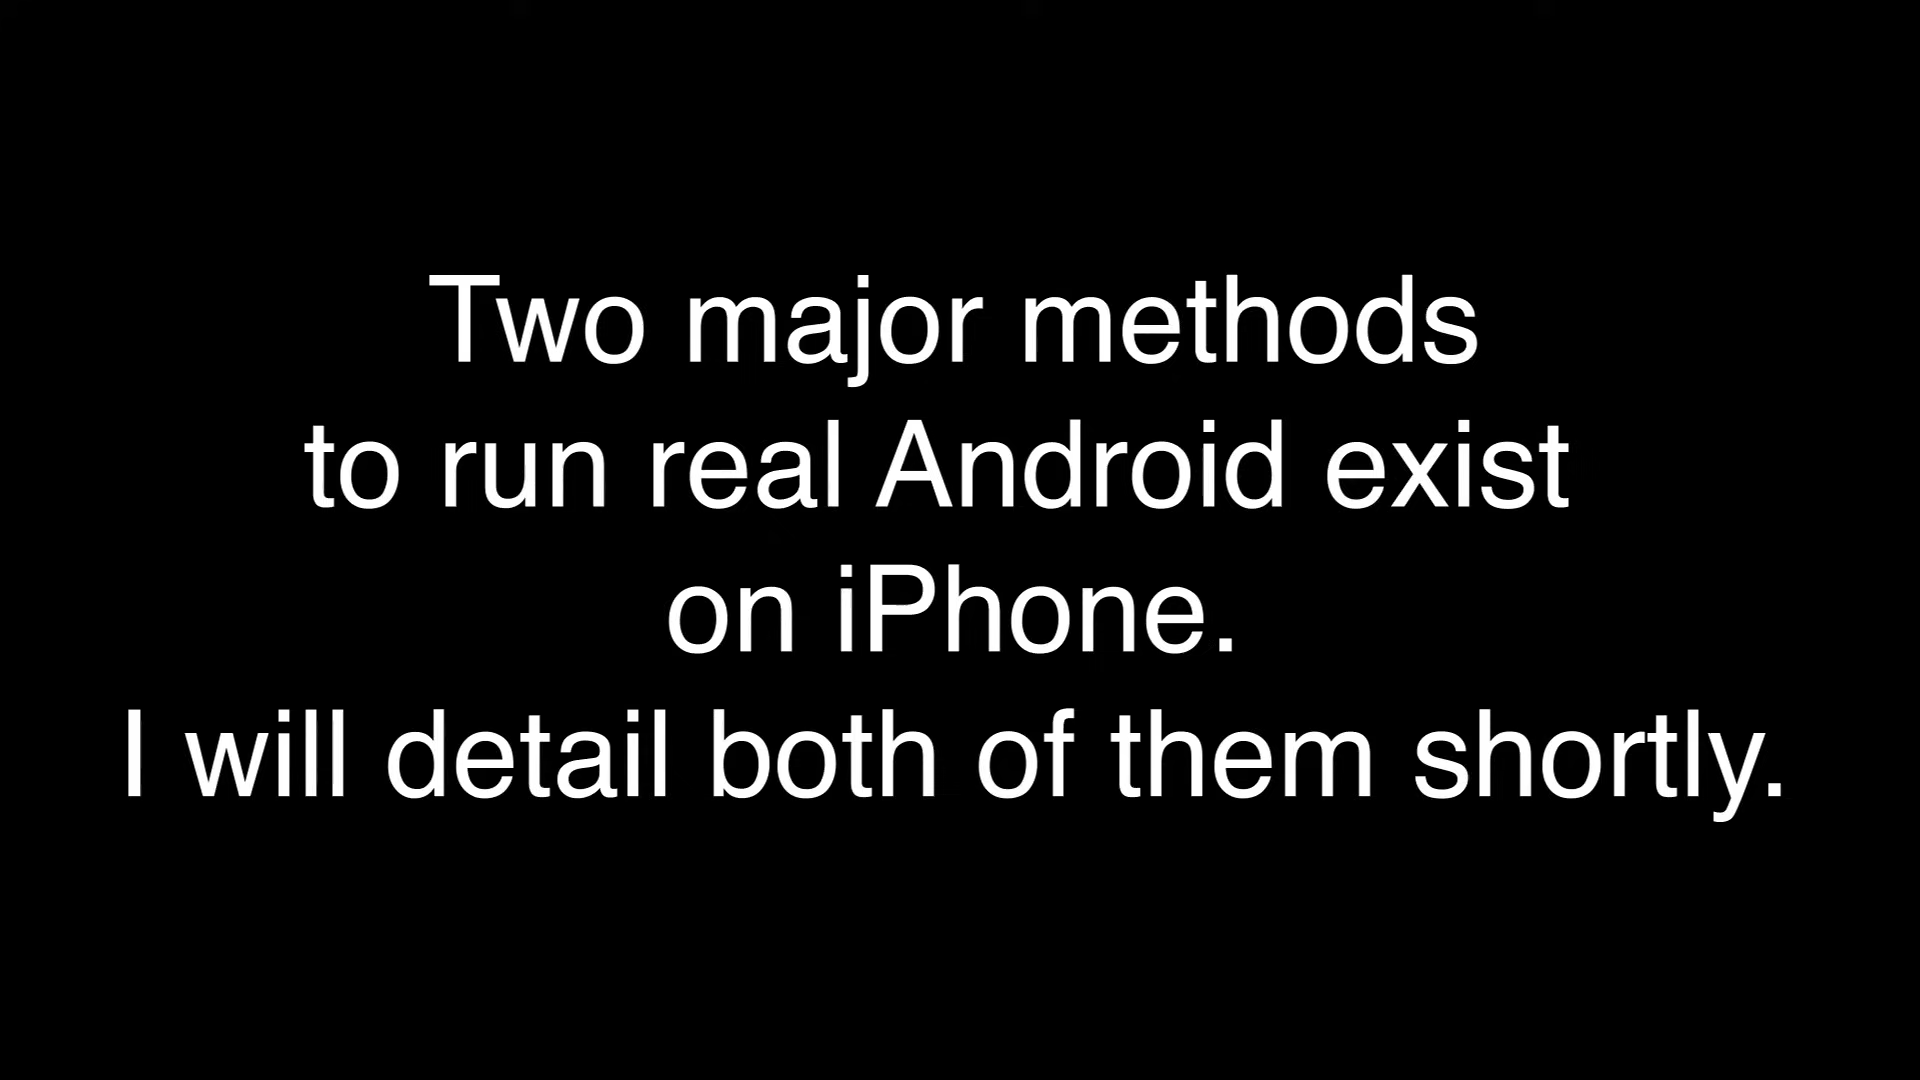 Two major methods
to run real Android exist
on iPhone.
I will detail both of them shortly.